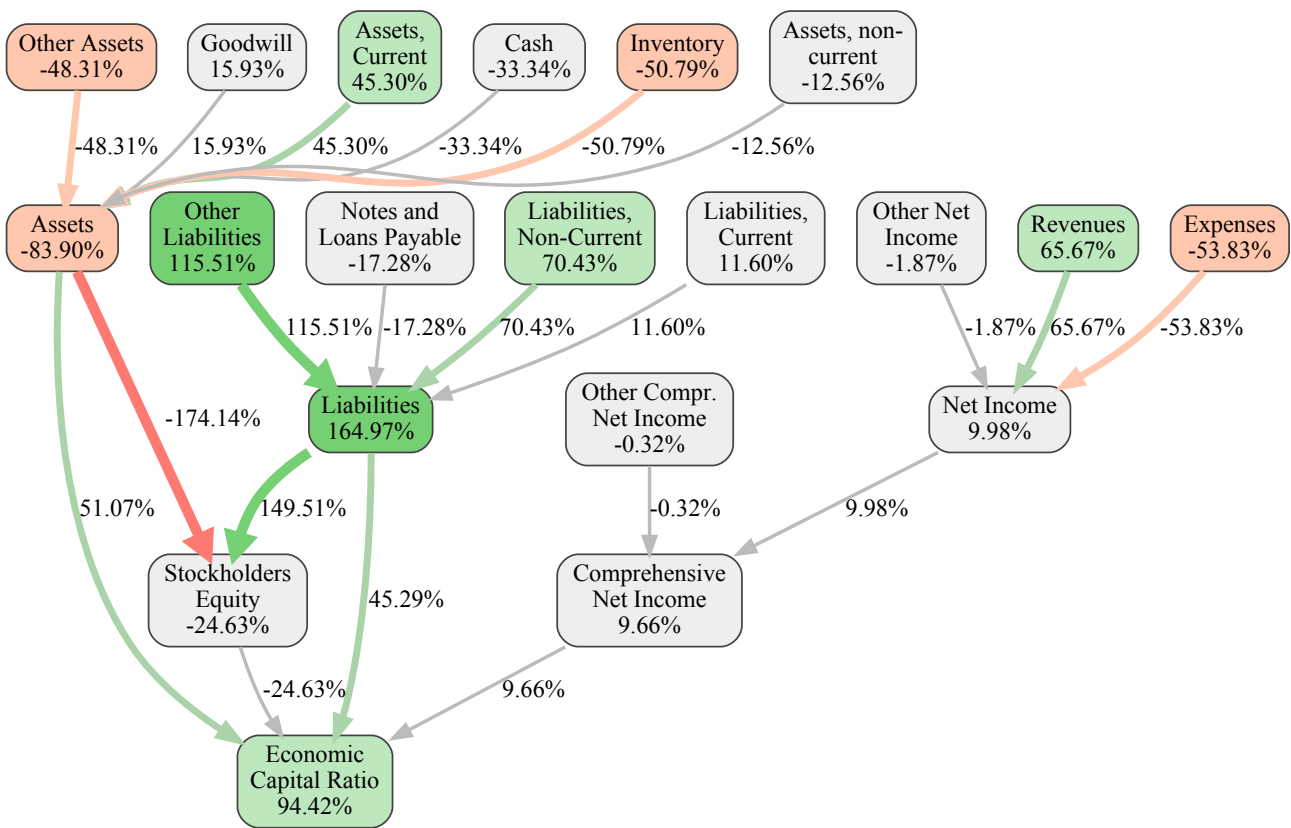 Other Assets
-48.31%
Goodwill
15.93%
Assets,
Current
45.30%
Cash
-33.34%
Inventory
-50.79%
Assets, non-
current
-12.56%
-48.31%
15.93%
45.30%
-33.34%
-50.79%
-12.56%
Assets
-83.90%
Other
Liabilities
115.51%
Notes and
Loans Payable
-17.28%
Liabilities,
Non-Current
70.43%
Liabilities,
Current
11.60%
Other Net
Income
-1.87%
Revenues
65.67%
Expenses
-53.83%
115.51%
-17.28%
70.43%
11.60%
-1.87%
65.67%
-53.83%
-174.14%
Liabilities
164.97%
Other Compr.
Net Income
-0.32%
Net Income
9.98%
51.07%
149.51%
-0.32%
9.98%
Stockholders
Equity
-24.63%
45.29%
Comprehensive
Net Income
9.66%
-24.63%
9.66%
Economic
Capital Ratio
94.42%